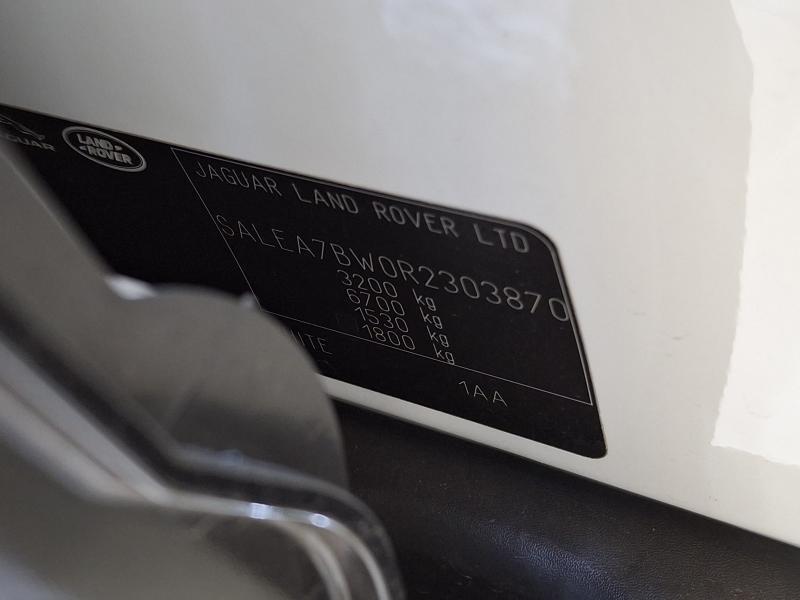 LAND
ROVER
JAGUAR LAND ROVER LTD
SALEA7BW0R2303870
3200 kg
6700 kg
1530 kg
1800 kg
1AA